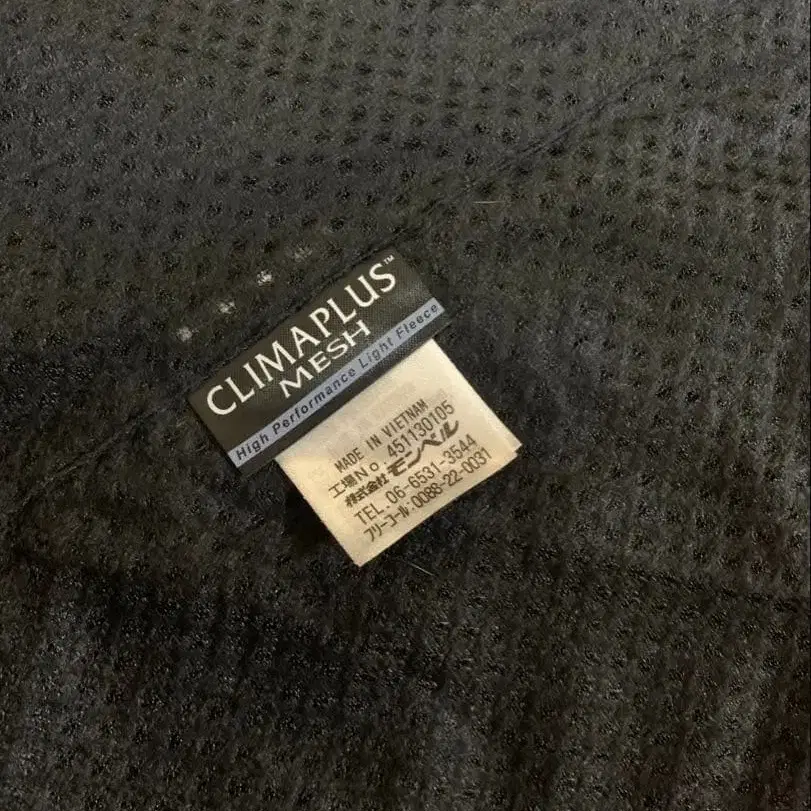 CLIMAPLUS™
MESH
High Performance Light Fleece
MADE IN VIETNAM
工場No 451130105
株式会社モンベル
TEL.06-6531-3544
フリーコール:0088-22-0031